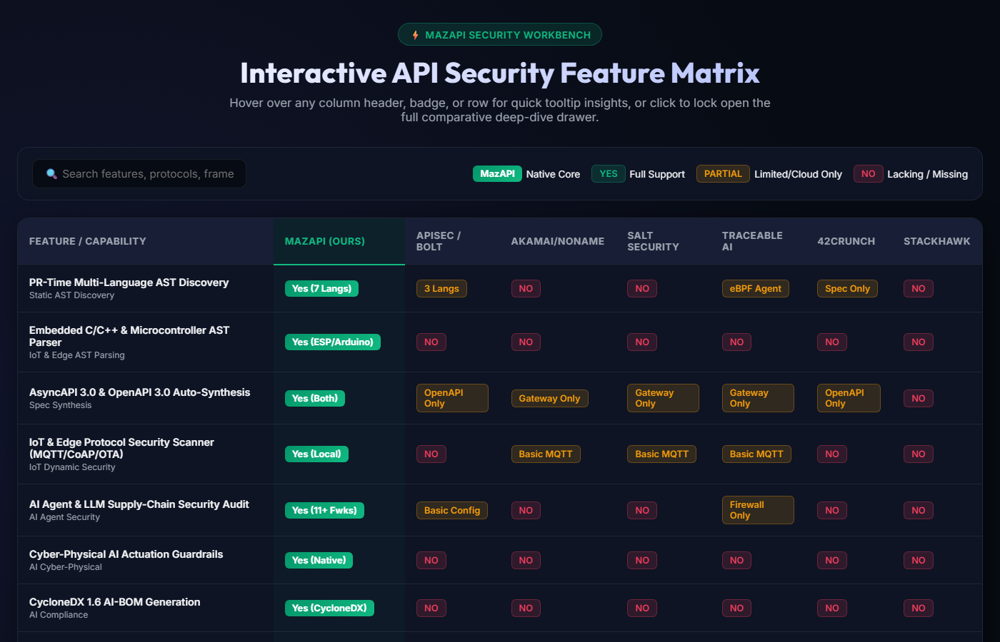 MAZAPI SECURITY WORKBENCH
Interactive API Security Feature Matrix
Hover over any column header, badge, or row for quick tooltip insights, or click to lock open the
full comparative deep-dive drawer.
Search features, protocols, frame
MazAPI Native Core YES Full Support PARTIAL Limited/Cloud Only NO Lacking / Missing
FEATURE / CAPABILITY MAZAPI (OURS) APISEC / BOLT AKAMAI/NONAME SALT SECURITY TRACEABLE AI 42CRUNCH STACKHAWK
PR-Time Multi-Language AST Discovery
Static AST Discovery
Yes (7 Langs) 3 Langs NO NO eBPF Agent Spec Only NO
Embedded C/C++ & Microcontroller AST
Parser
IoT & Edge AST Parsing
Yes (ESP/Arduino) NO NO NO NO NO NO
AsyncAPI 3.0 & OpenAPI 3.0 Auto-Synthesis
Spec Synthesis
Yes (Both) OpenAPI Only Gateway Only Gateway Only Gateway Only OpenAPI Only NO
IoT & Edge Protocol Security Scanner
(MQTT/CoAP/OTA)
IoT Dynamic Security
Yes (Local) NO Basic MQTT Basic MQTT Basic MQTT NO NO
AI Agent & LLM Supply-Chain Security Audit
AI Agent Security
Yes (11+ Fwks) Basic Config NO NO Firewall Only NO NO
Cyber-Physical AI Actuation Guardrails
AI Cyber-Physical
Yes (Native) NO NO NO NO NO NO
CycloneDX 1.6 AI-BOM Generation
AI Compliance
Yes (CycloneDX) NO NO NO NO NO NO